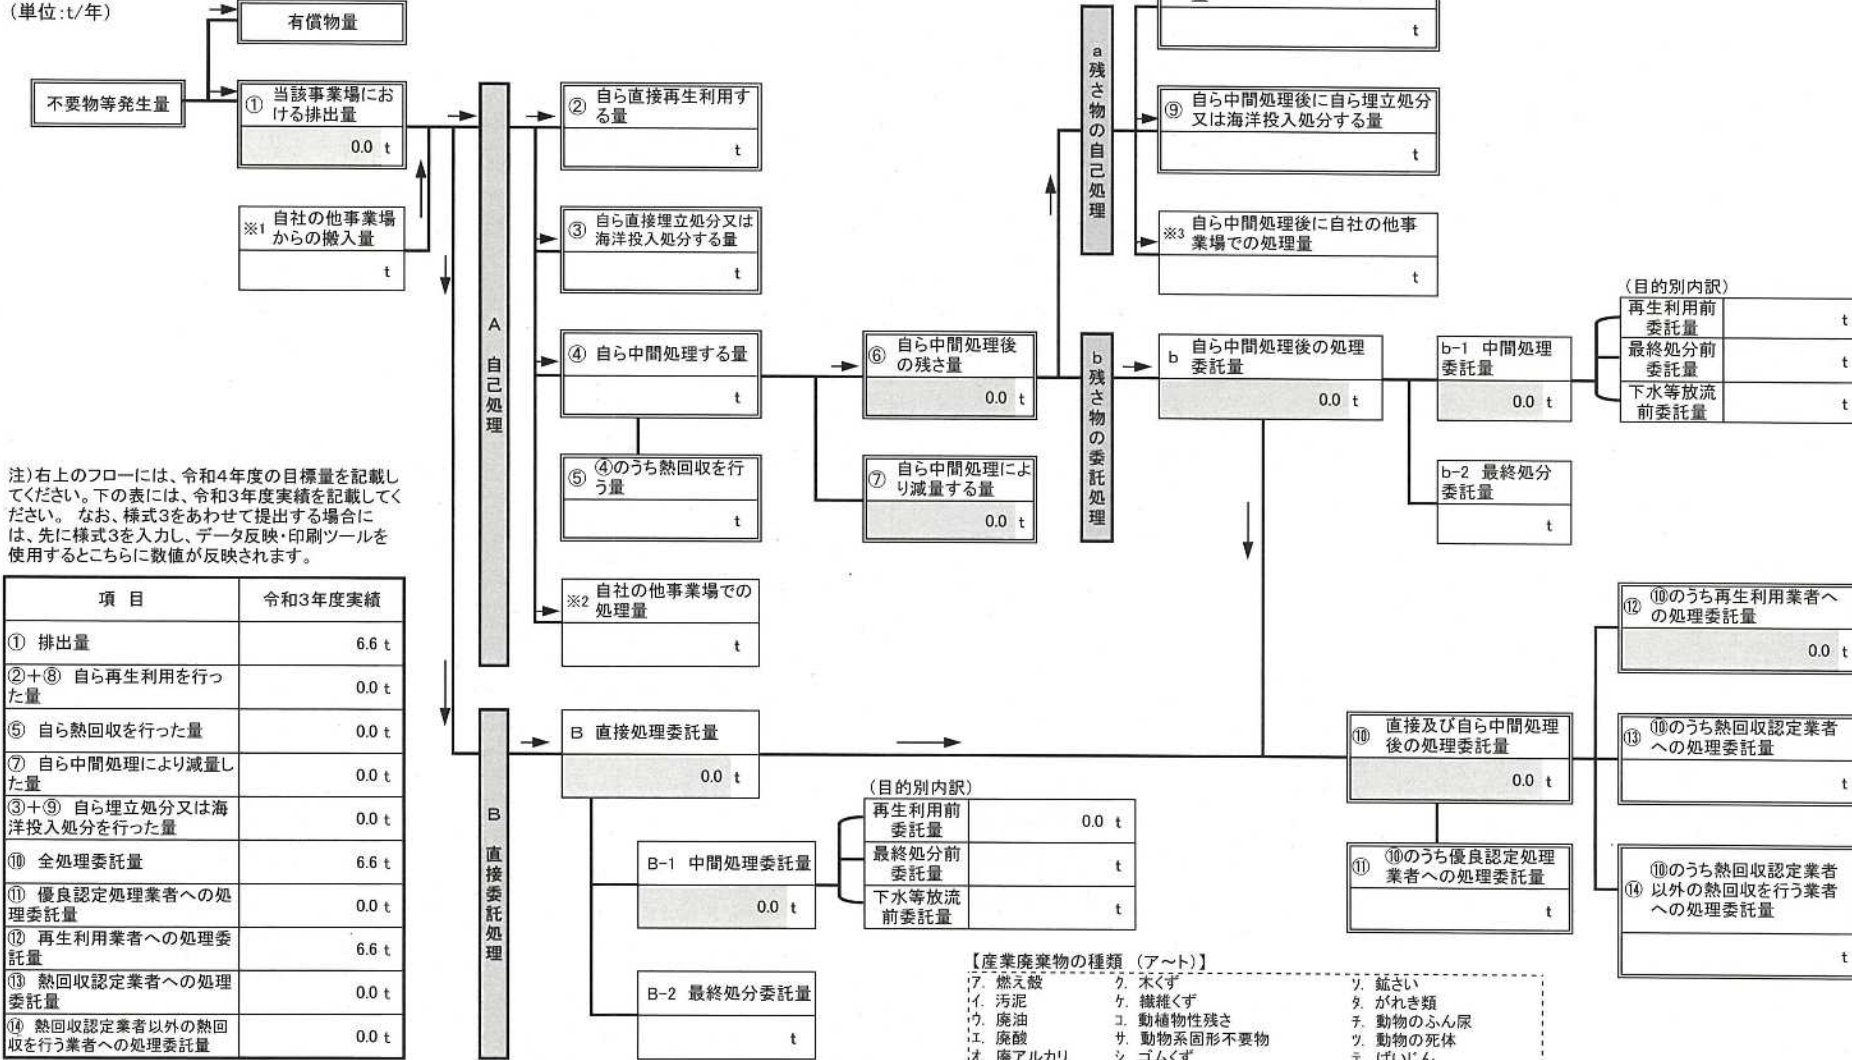 (単位:t/年)
有償物量
不要物等発生量
① 当該事業場にお
ける排出量
0.0 t
※1 自社の他事業場
からの搬入量
t
A 自己処理
② 自ら直接再生利用す
る量
t
③ 自ら直接埋立処分又は
海洋投入処分する量
t
④ 自ら中間処理する量
t
⑤ ④のうち熱回収を行
う量
t
※2 自社の他事業場での
処理量
t
⑥ 自ら中間処理後
の残さ量
0.0 t
⑦ 自ら中間処理によ
り減量する量
0.0 t
a 残さ物の自己処理
t
⑨ 自ら中間処理後に自ら埋立処分
又は海洋投入処分する量
t
※3 自ら中間処理後に自社の他事
業場での処理量
t
b 残さ物の委託処理
b 自ら中間処理後の処理
委託量
0.0 t
b-1 中間処理
委託量
0.0 t
(目的別内訳)
再生利用前
委託量 t
最終処分前
委託量 t
下水等放流
前委託量 t
b-2 最終処分
委託量
t
注)右上のフローには、令和4年度の目標量を記載し
てください。下の表には、令和3年度実績を記載してく
ださい。 なお、様式3をあわせて提出する場合に
は、先に様式3を入力し、データ反映・印刷ツールを
使用するとこちらに数値が反映されます。
項 目 令和3年度実績
① 排出量 6.6 t
②+⑧ 自ら再生利用を行っ
た量 0.0 t
⑤ 自ら熱回収を行った量 0.0 t
⑦ 自ら中間処理により減量し
た量 0.0 t
③+⑨ 自ら埋立処分又は海
洋投入処分を行った量 0.0 t
⑩ 全処理委託量 6.6 t
⑪ 優良認定処理業者への処
理委託量 0.0 t
⑫ 再生利用業者への処理委
託量 6.6 t
⑬ 熱回収認定業者への処理
委託量 0.0 t
⑭ 熱回収認定業者以外の熱回
収を行う業者への処理委託量 0.0 t
B 直接委託処理
B 直接処理委託量
0.0 t
B-1 中間処理委託量
0.0 t
(目的別内訳)
再生利用前
委託量 0.0 t
最終処分前
委託量 t
下水等放流
前委託量 t
B-2 最終処分委託量
t
⑩ 直接及び自ら中間処理
後の処理委託量
0.0 t
⑪ ⑩のうち優良認定処理
業者への処理委託量
t
⑫ ⑩のうち再生利用業者へ
の処理委託量
0.0 t
⑬ ⑩のうち熱回収認定業者
への処理委託量
t
⑭ ⑩のうち熱回収認定業者
以外の熱回収を行う業者
への処理委託量
t
【産業廃棄物の種類 (ア~ト)】
ア. 燃え殻 ク. 木くず ソ. 鉱さい
イ. 汚泥 ケ. 繊維くず タ. がれき類
ウ. 廃油 コ. 動植物性残さ チ. 動物のふん尿
エ. 廃酸 サ. 動物系固形不要物 ツ. 動物の死体
オ. 廃アルカリ シ. ゴムくず テ. ばいじん